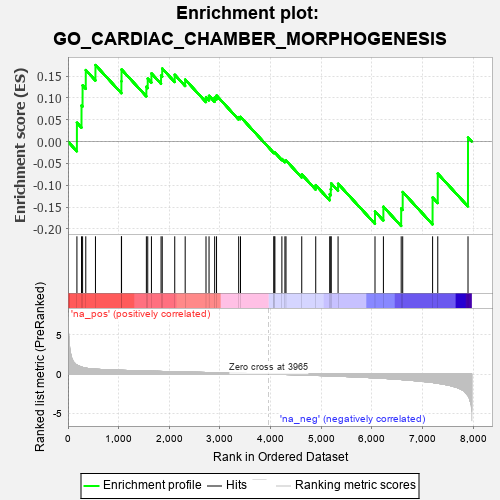 Enrichment plot:
GO_CARDIAC_CHAMBER_MORPHOGENESIS
Enrichment score (ES)
0.15
0.10
0.05
0.00
-0.05
-0.10
-0.15
-0.20
'na_pos' (positively correlated)
Ranked list metric (PreRanked)
5
0
-5
Zero cross at 3965
'na_neg' (negatively correlated)
0
1,000
2,000
3,000
4,000
5,000
6,000
7,000
8,000
Rank in Ordered Dataset
Enrichment profile
Hits
Ranking metric scores